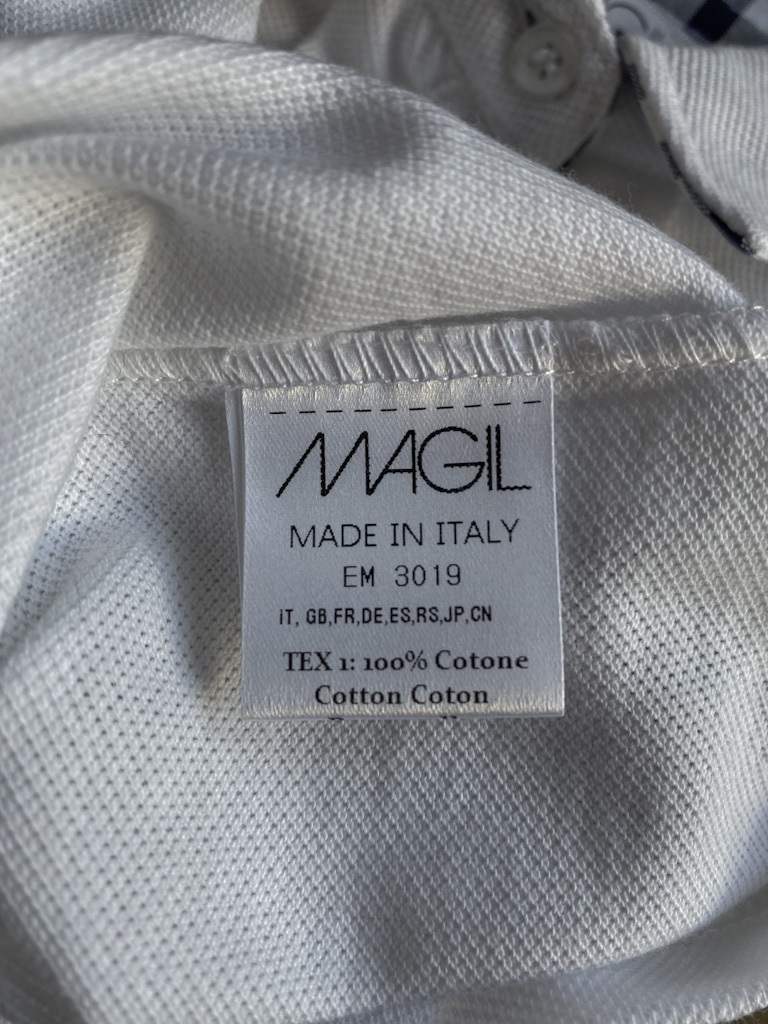 MAGIL
MADE IN ITALY
EM 3019
IT, GB,FR,DE,ES,RS,JP,CN
TEX 1: 100% Cotone
Cotton Coton